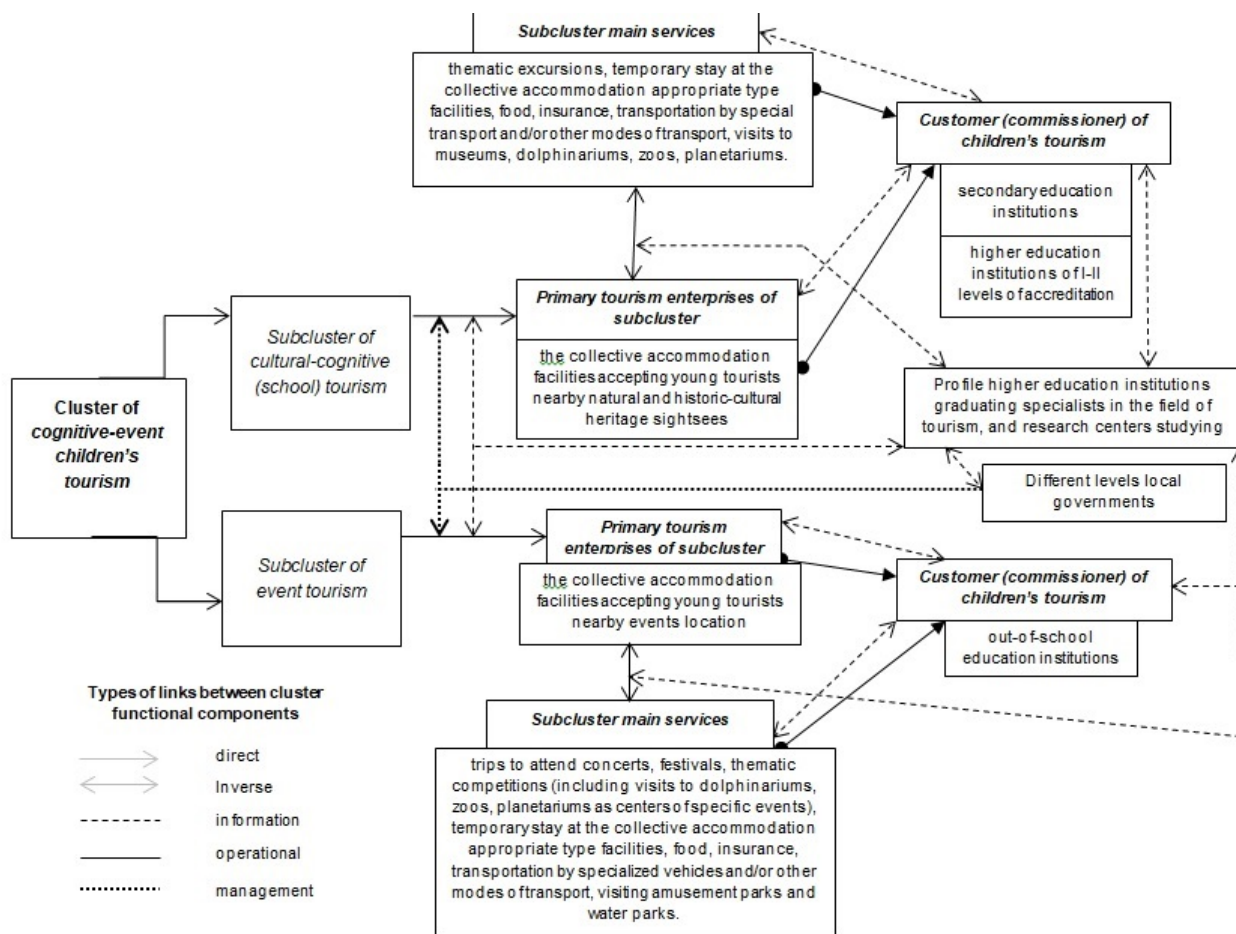 Subcluster main services
thematic excursions, temporary stay at the
collective accommodation appropriate type
facilities, food, insurance, transportation by special
transport and/or other modes of transport, visits to
museums, dolphinariums, zoos, planetariums.
Customer (commissioner) of
children's tourism
secondary education
institutions
higher education
institutions of I-II
levels of accreditation
Primary tourism enterprises of
subcluster
the collective accommodation
facilities accepting young tourists
nearby natural and historic-cultural
heritage sightsees
Subcluster of
cultural-cognitive
(school) tourism
Cluster of
cognitive-event
children's
tourism
Profile higher education institutions
graduating specialists in the field of
tourism, and research centers studying
Different levels local
governments
Subcluster of
event tourism
Primary tourism
enterprises of subcluster
the collective accommodation
facilities accepting young tourists
nearby events location
Customer (commissioner) of
children's tourism
out-of-school
education institutions
Subcluster main services
trips to attend concerts, festivals, thematic
competitions (including visits to dolphinariums,
zoos, planetariums as centers of specific events),
temporary stay at the collective accommodation
appropriate type facilities, food, insurance,
transportation by specialized vehicles and/or other
modes of transport, visiting amusement parks and
water parks.
Types of links between cluster
functional components
direct
Inverse
information
operational
management